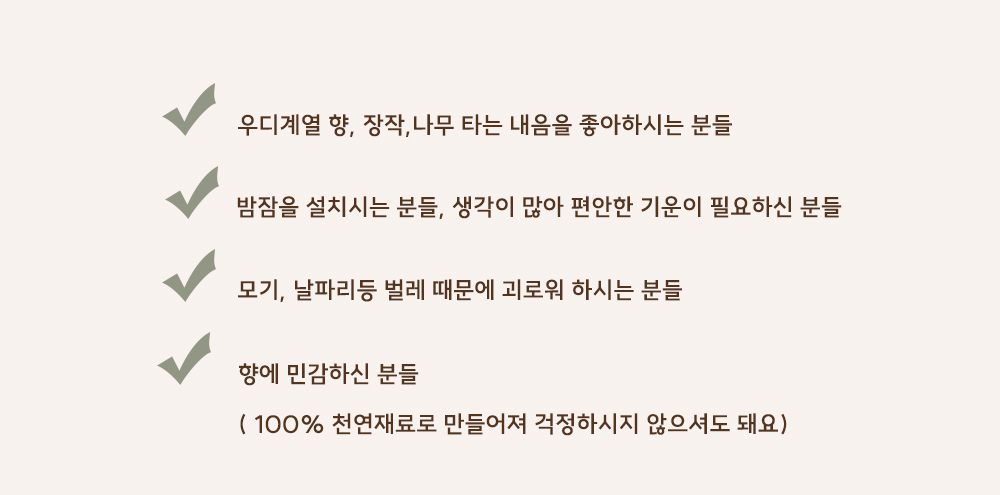 우디계열 향, 장작,나무 타는 내음을 좋아하시는 분들
밤잠을 설치시는 분들, 생각이 많아 편안한 기운이 필요하신 분들
모기, 날파리등 벌레 때문에 괴로워 하시는 분들
향에 민감하신 분들
( 100% 천연재료로 만들어져 걱정하시지 않으셔도 돼요)